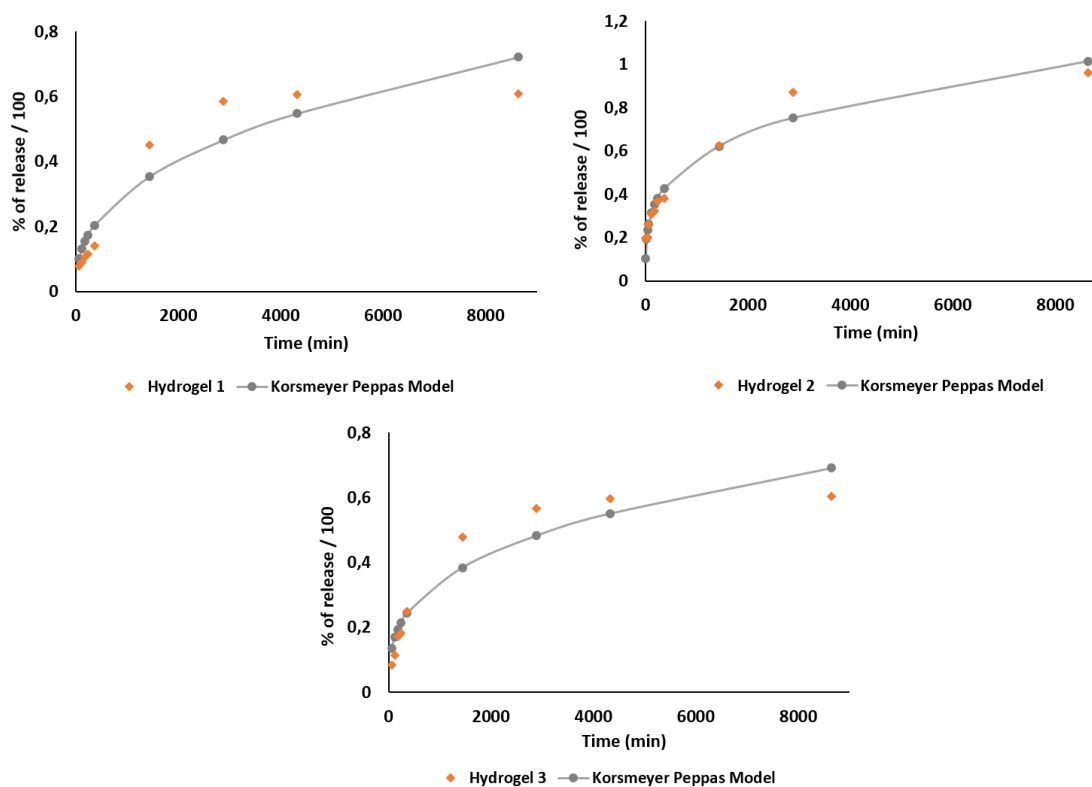 % of release / 100
0,8
0,6
0,4
0,2
0
0 2000 4000 6000 8000
Time (min)
Hydrogel 1 Korsmeyer Peppas Model
% of release / 100
1,2
1
0,8
0,6
0,4
0,2
0
0 2000 4000 6000 8000
Time (min)
Hydrogel 2 Korsmeyer Peppas Model
% of release / 100
0,8
0,6
0,4
0,2
0
0 2000 4000 6000 8000
Time (min)
Hydrogel 3 Korsmeyer Peppas Model